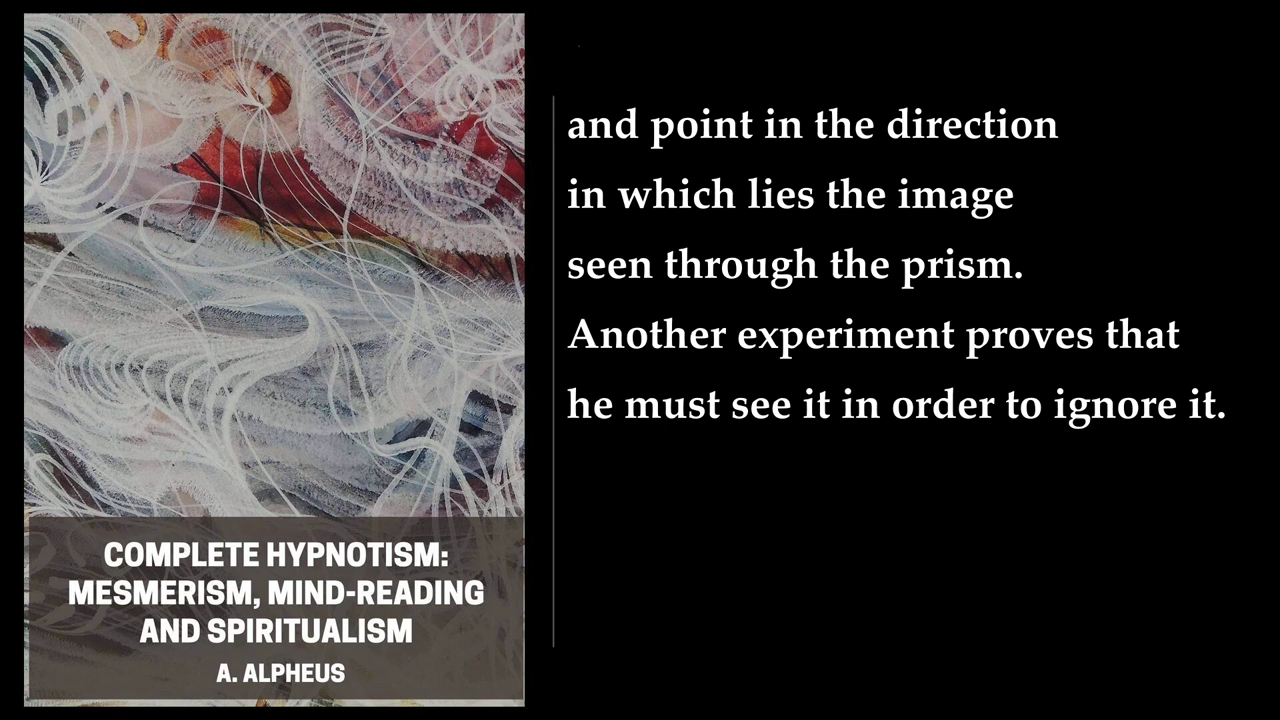 COMPLETE HYPNOTISM:
MESMERISM, MIND-READING
AND SPIRITUALISM
A. ALPHEUS
and point in the direction
in which lies the image
seen through the prism.
Another experiment proves that
he must see it in order to ignore it.